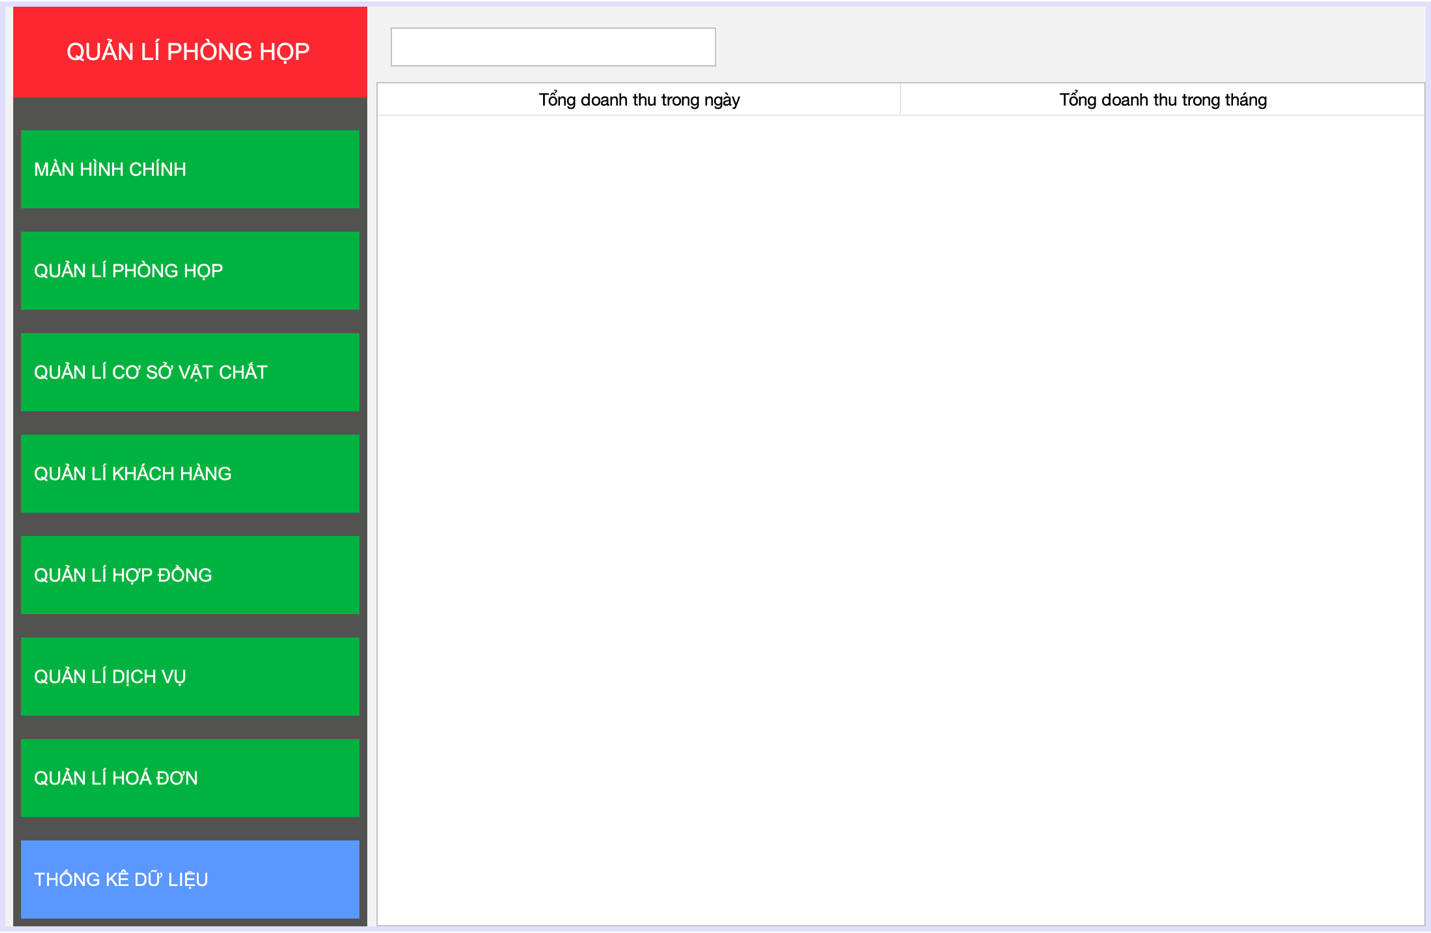 QUẢN LÍ PHÒNG HỌP
Tổng doanh thu trong ngày
Tổng doanh thu trong tháng
MÀN HÌNH CHÍNH
QUẢN LÍ PHÒNG HỌP
QUẢN LÍ CƠ SỞ VẬT CHẤT
QUẢN LÍ KHÁCH HÀNG
QUẢN LÍ HỢP ĐỒNG
QUẢN LÍ DỊCH VỤ
QUẢN LÍ HOÁ ĐƠN
THỐNG KÊ DỮ LIỆU